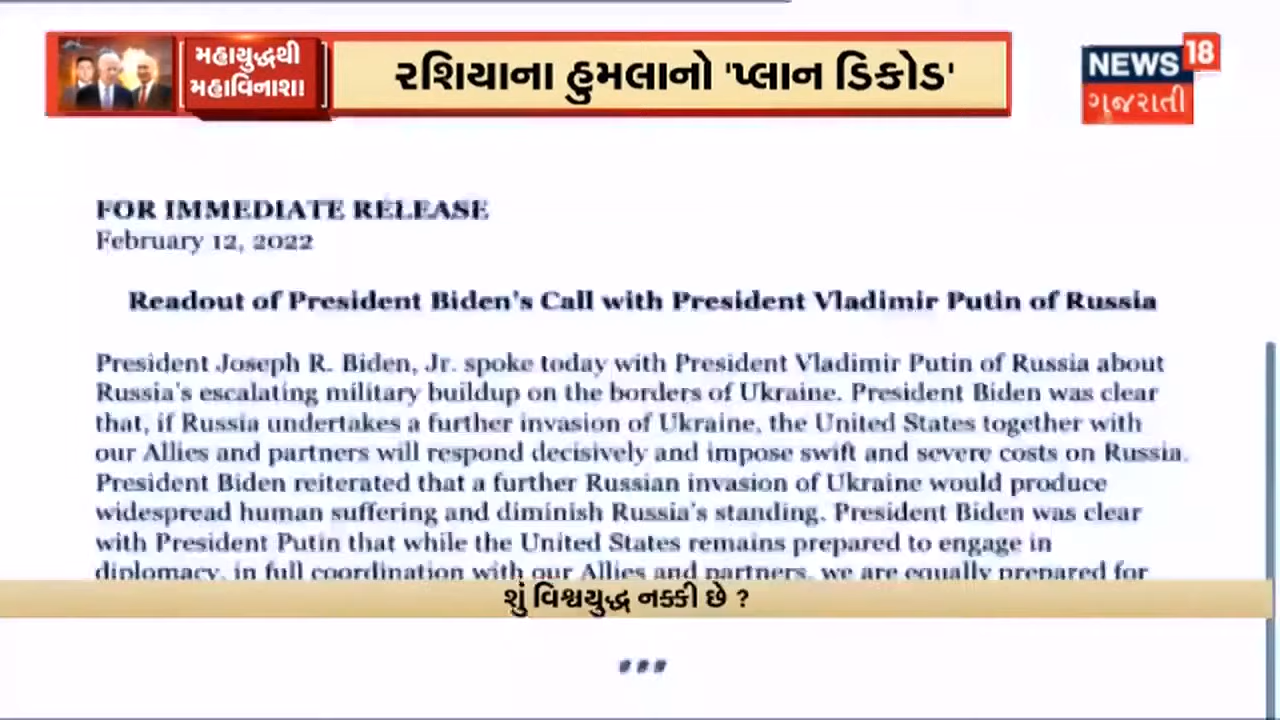 મહાયુદ્ધથી
મહાવિનાશ!
રશિયાના હુમલાનો 'પ્લાન ડિકોડ'
NEWS 18
ગુજરાતી
FOR IMMEDIATE RELEASE
February 12, 2022
Readout of President Biden's Call with President Vladimir Putin of Russia
President Joseph R. Biden, Jr. spoke today with President Vladimir Putin of Russia about
Russia's escalating military buildup on the borders of Ukraine. President Biden was clear
that, if Russia undertakes a further invasion of Ukraine, the United States together with
our Allies and partners will respond decisively and impose swift and severe costs on Russia.
President Biden reiterated that a further Russian invasion of Ukraine would produce
widespread human suffering and diminish Russia's standing. President Biden was clear
with President Putin that while the United States remains prepared to engage in
diplomacy, in full coordination with our Allies and partners, we are equally prepared for
શું વિશ્વયુદ્ધ નક્કી છે ?
###